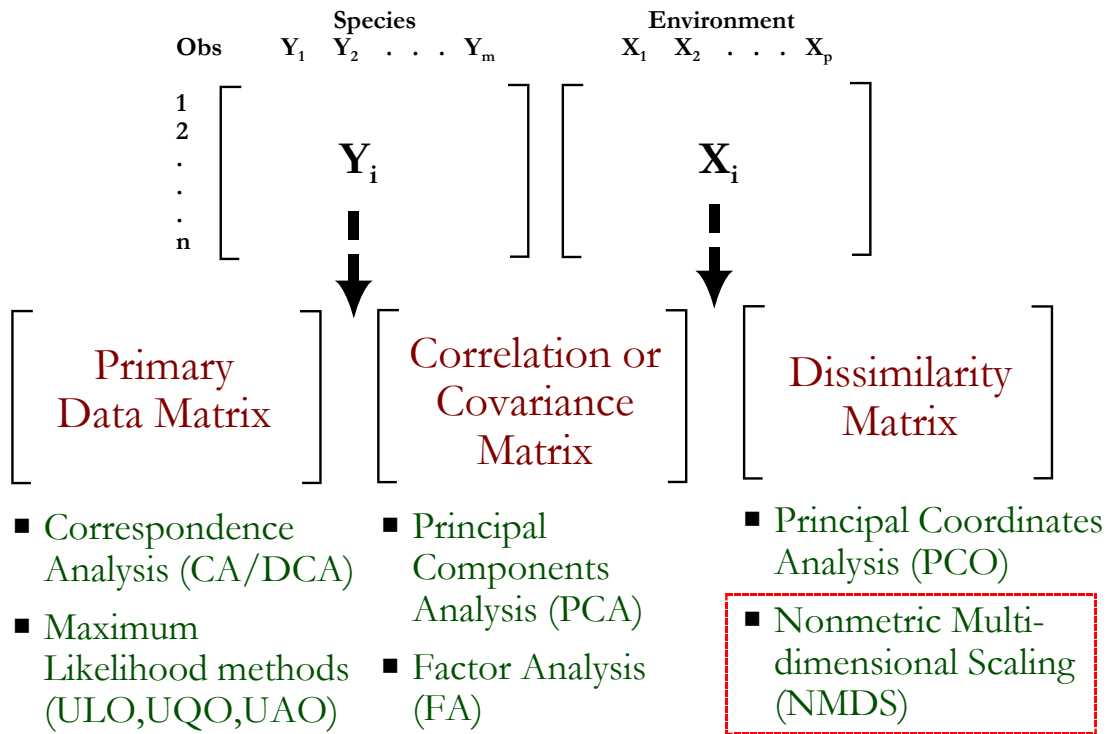 Species Environment
Obs Y1 Y2 . . . Ym X1 X2 . . . Xp
1
2
.
.
.
n
Yi Xi
Primary
Data Matrix
Correlation or
Covariance
Matrix
Dissimilarity
Matrix
■ Correspondence
Analysis (CA/DCA)
■ Maximum
Likelihood methods
(ULO,UQO,UAO)
■ Principal
Components
Analysis (PCA)
■ Factor Analysis
(FA)
■ Principal Coordinates
Analysis (PCO)
■ Nonmetric Multi-
dimensional Scaling
(NMDS)